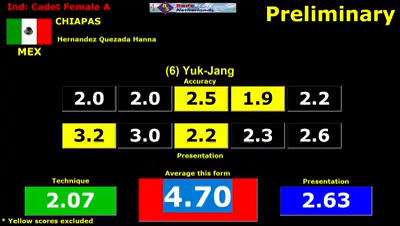 Ind: Cadet Female A
Preliminary
CHIAPAS
Hernandez Quezada Hanna
MEX
(6) Yuk-Jang
Accuracy
2.0 2.0 2.5 1.9 2.2
3.2 3.0 2.2 2.3 2.6
Presentation
Technique Average this form Presentation
2.07 4.70 2.63
* Yellow scores excluded